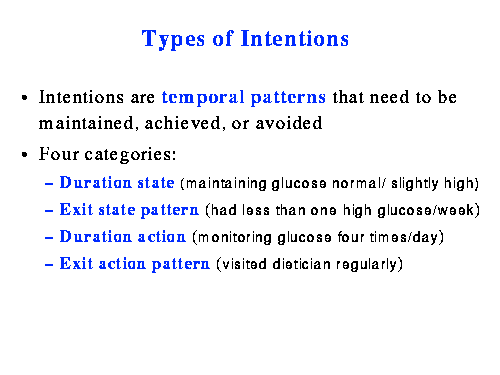 Types of Intentions
• Intentions are temporal patterns that need to be
maintained, achieved, or avoided
• Four categories:
– Duration state (maintaining glucose normal/ slightly high)
– Exit state pattern (had less than one high glucose/week)
– Duration action (monitoring glucose four times/day)
– Exit action pattern (visited dietician regularly)